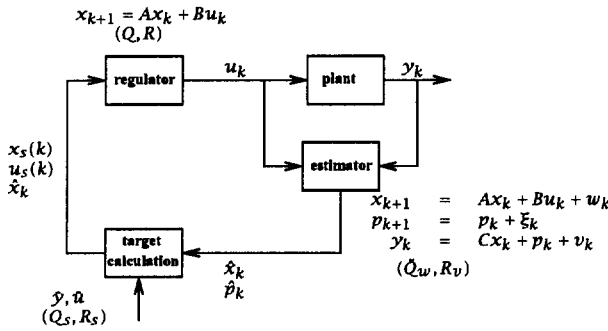 x_{k+1} = Ax_k + Bu_k
(Q, R)
regulator
u_k
plant
y_k
x_s(k)
u_s(k)
x̂_k
estimator
x_{k+1} = Ax_k + Bu_k + w_k
p_{k+1} = p_k + ξ_k
y_k = Cx_k + p_k + v_k
(Q̃_w, R_v)
target
calculation
x̂_k
p̂_k
ȳ, ū
(Q_s, R_s)